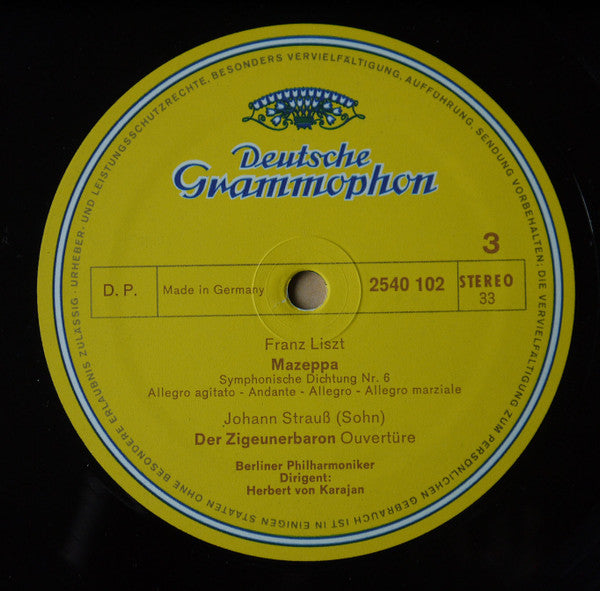 Deutsche
Grammophon
3
D. P.
Made in Germany
2540 102
STEREO
33
Franz Liszt
Mazeppa
Symphonische Dichtung Nr. 6
Allegro agitato - Andante - Allegro - Allegro marziale
Johann Strauß (Sohn)
Der Zigeunerbaron Ouvertüre
Berliner Philharmoniker
Dirigent:
Herbert von Karajan
URHEBER- UND LEISTUNGSSCHUTZRECHTE, BESONDERS VERVIELFÄLTIGUNG, AUFFÜHRUNG, SENDUNG VORBEHALTEN; DIE VERVIELFÄLTIGUNG ZUM PERSÖNLICHEN GEBRAUCH IST IN EINIGEN STAATEN OHNE BESONDERE ERLAUBNIS ZULÄSSIG ·